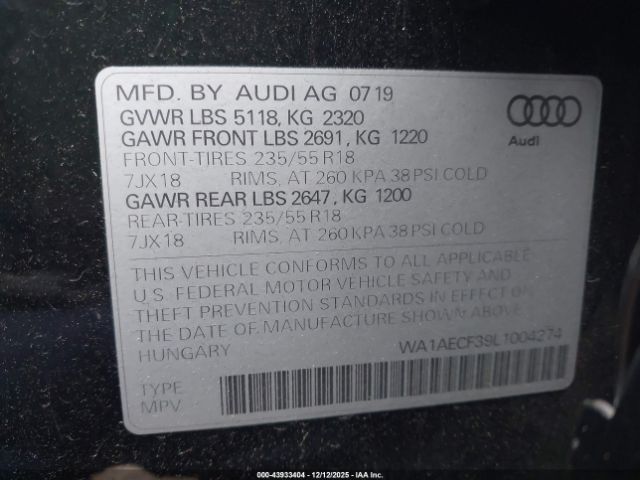 MFD. BY AUDI AG 07 19
GVWR LBS 5118, KG 2320
GAWR FRONT LBS 2691, KG 1220
FRONT-TIRES 235/55 R18
7JX18 RIMS, AT 260 KPA 38 PSI COLD
GAWR REAR LBS 2647, KG 1200
REAR-TIRES 235/55 R18
7JX18 RIMS, AT 260 KPA 38 PSI COLD
Audi
THIS VEHICLE CONFORMS TO ALL APPLICABLE
U.S. FEDERAL MOTOR VEHICLE SAFETY AND
THEFT PREVENTION STANDARDS IN EFFECT ON
THE DATE OF MANUFACTURE SHOWN ABOVE.
HUNGARY WA1AECF39L1004274
TYPE
MPV
000-43933404 - 12/12/2025 - IAA Inc.